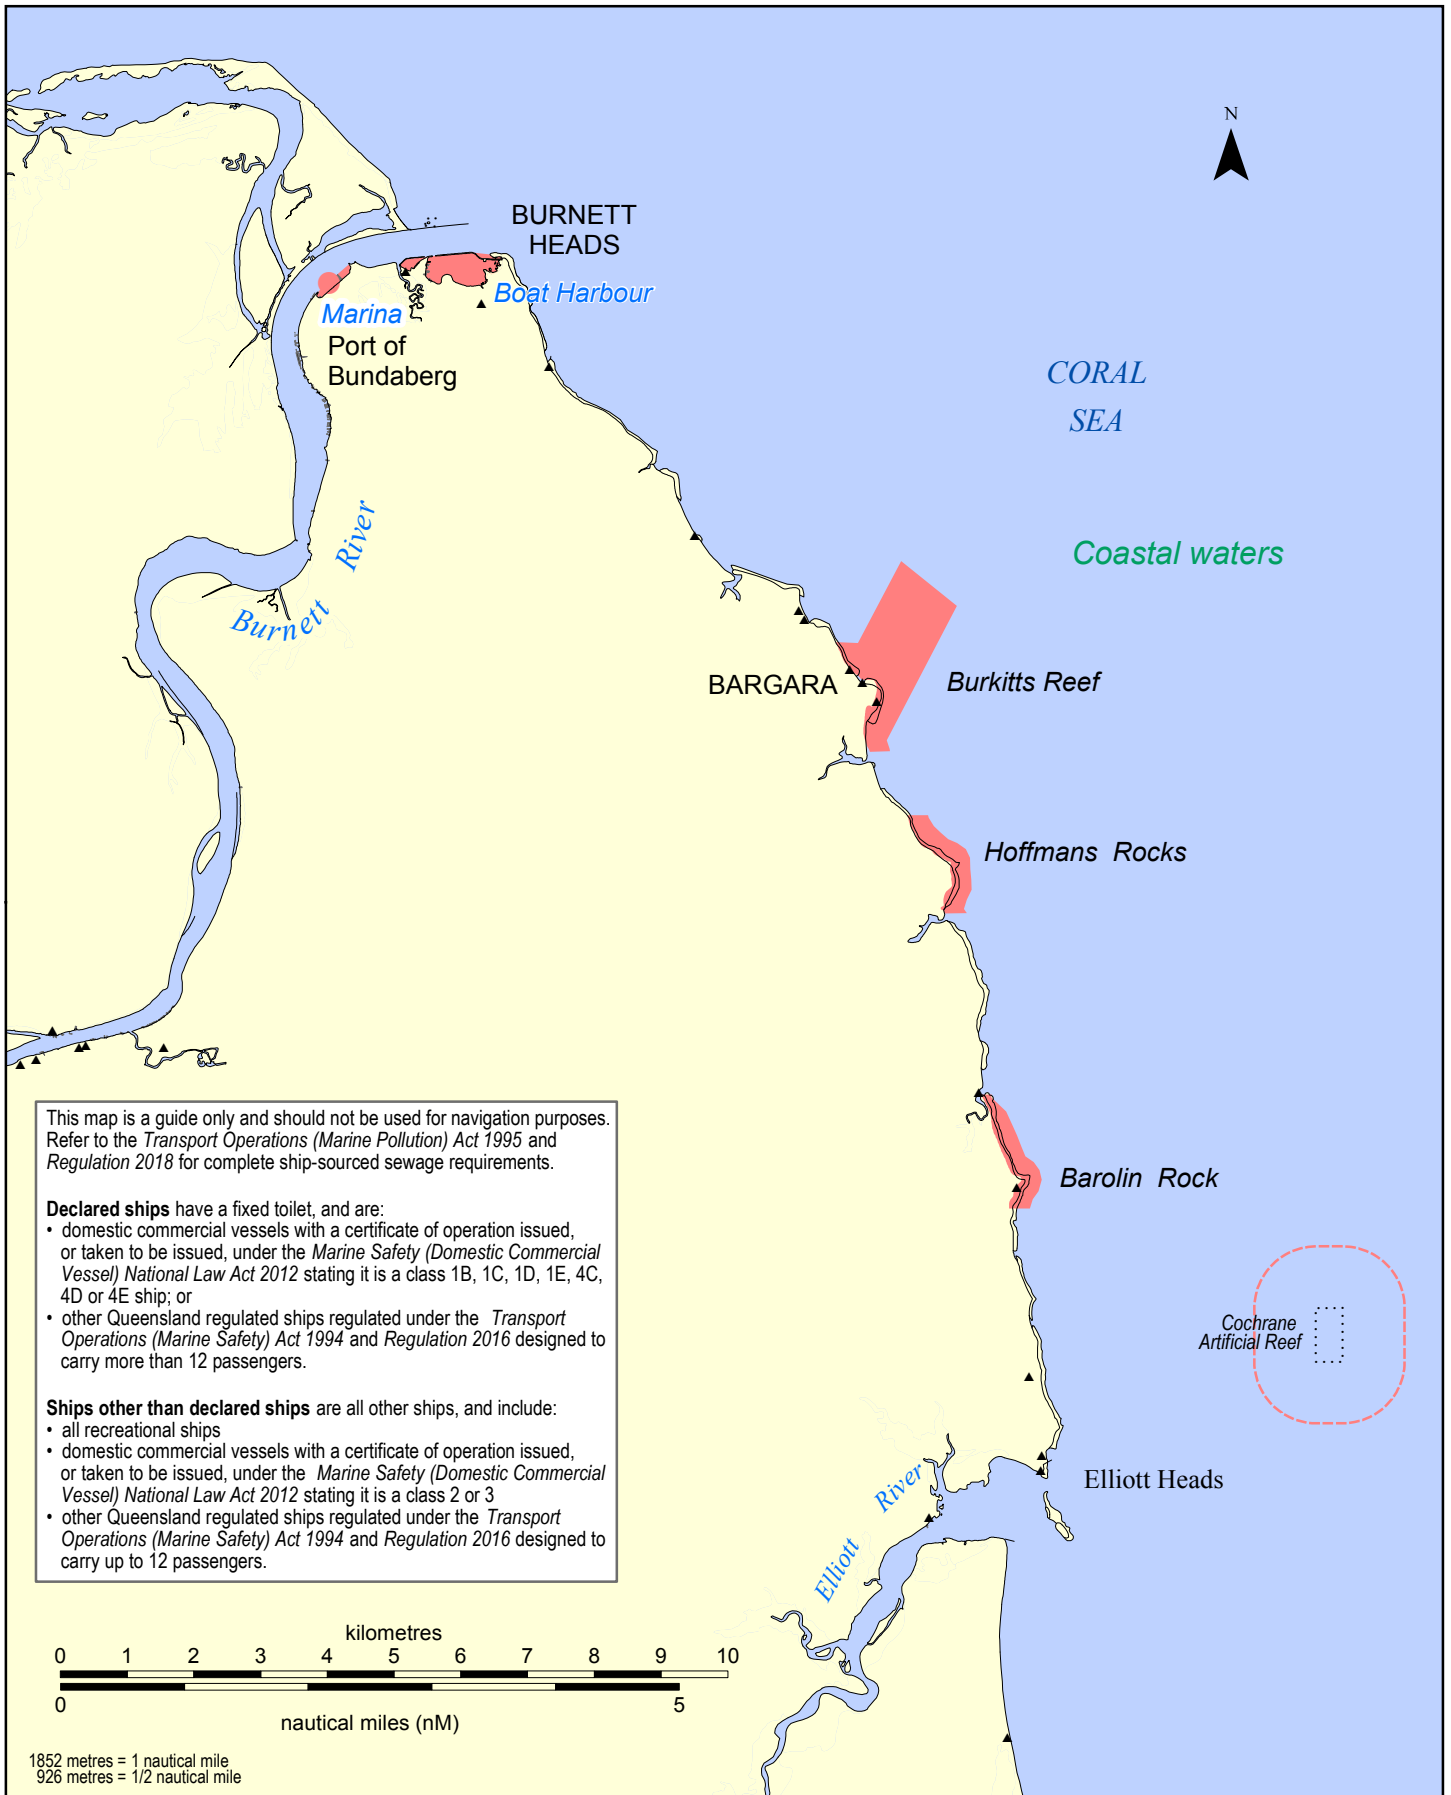 N
BURNETT
HEADS
Boat Harbour
Marina
Port of
Bundaberg
CORAL
SEA
Coastal waters
River
Burnett
BARGARA
Burkitts Reef
Hoffmans Rocks
Barolin Rock
Cochrane
Artificial Reef
Elliott Heads
River
Elliott
This map is a guide only and should not be used for navigation purposes.
Refer to the Transport Operations (Marine Pollution) Act 1995 and
Regulation 2018 for complete ship-sourced sewage requirements.
Declared ships have a fixed toilet, and are:
• domestic commercial vessels with a certificate of operation issued,
or taken to be issued, under the Marine Safety (Domestic Commercial
Vessel) National Law Act 2012 stating it is a class 1B, 1C, 1D, 1E, 4C,
4D or 4E ship; or
• other Queensland regulated ships regulated under the Transport
Operations (Marine Safety) Act 1994 and Regulation 2016 designed to
carry more than 12 passengers.
Ships other than declared ships are all other ships, and include:
• all recreational ships
• domestic commercial vessels with a certificate of operation issued,
or taken to be issued, under the Marine Safety (Domestic Commercial
Vessel) National Law Act 2012 stating it is a class 2 or 3
• other Queensland regulated ships regulated under the Transport
Operations (Marine Safety) Act 1994 and Regulation 2016 designed to
carry up to 12 passengers.
kilometres
0 1 2 3 4 5 6 7 8 9 10
0 5
nautical miles (nM)
1852 metres = 1 nautical mile
926 metres = 1/2 nautical mile